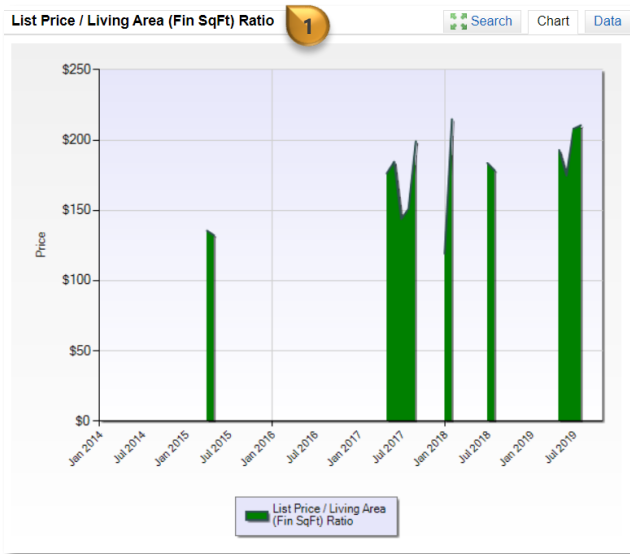 List Price / Living Area (Fin SqFt) Ratio
1
Search
Chart
Data
$250
$200
$150
$100
$50
$0
Price
Jan 2014
Jul 2014
Jan 2015
Jul 2015
Jan 2016
Jul 2016
Jan 2017
Jul 2017
Jan 2018
Jul 2018
Jan 2019
Jul 2019
List Price / Living Area
(Fin SqFt) Ratio